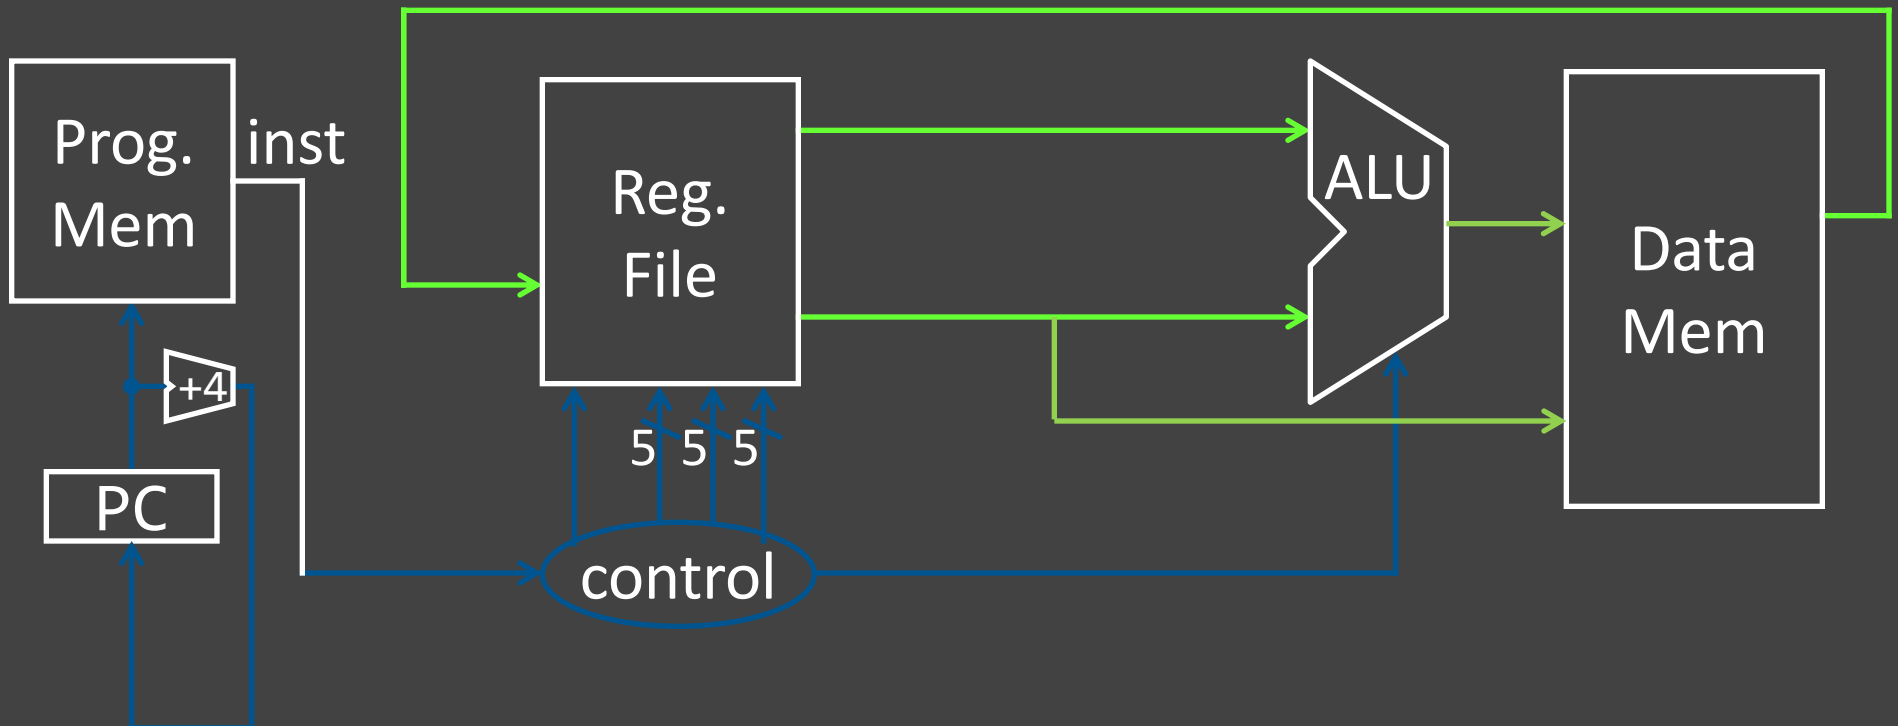 Prog.
Mem
inst
Reg.
File
ALU
Data
Mem
+4
5 5 5
PC
control